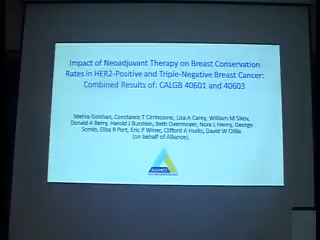 Impact of Neoadjuvant Therapy on Breast Conservation
Rates in HER2-Positive and Triple-Negative Breast Cancer:
Combined Results of: CALGB 40601 and 40603
Mehra Golshan, Constance T Cirrincione, Lisa A Carey, William M Sikov,
Donald A Berry, Harold J Burstein, Beth Overmoyer, Nora L Henry, George
Somlo, Elisa R Port, Eric P Winer, Clifford A Hudis, David W Ollila
(on behalf of Alliance).